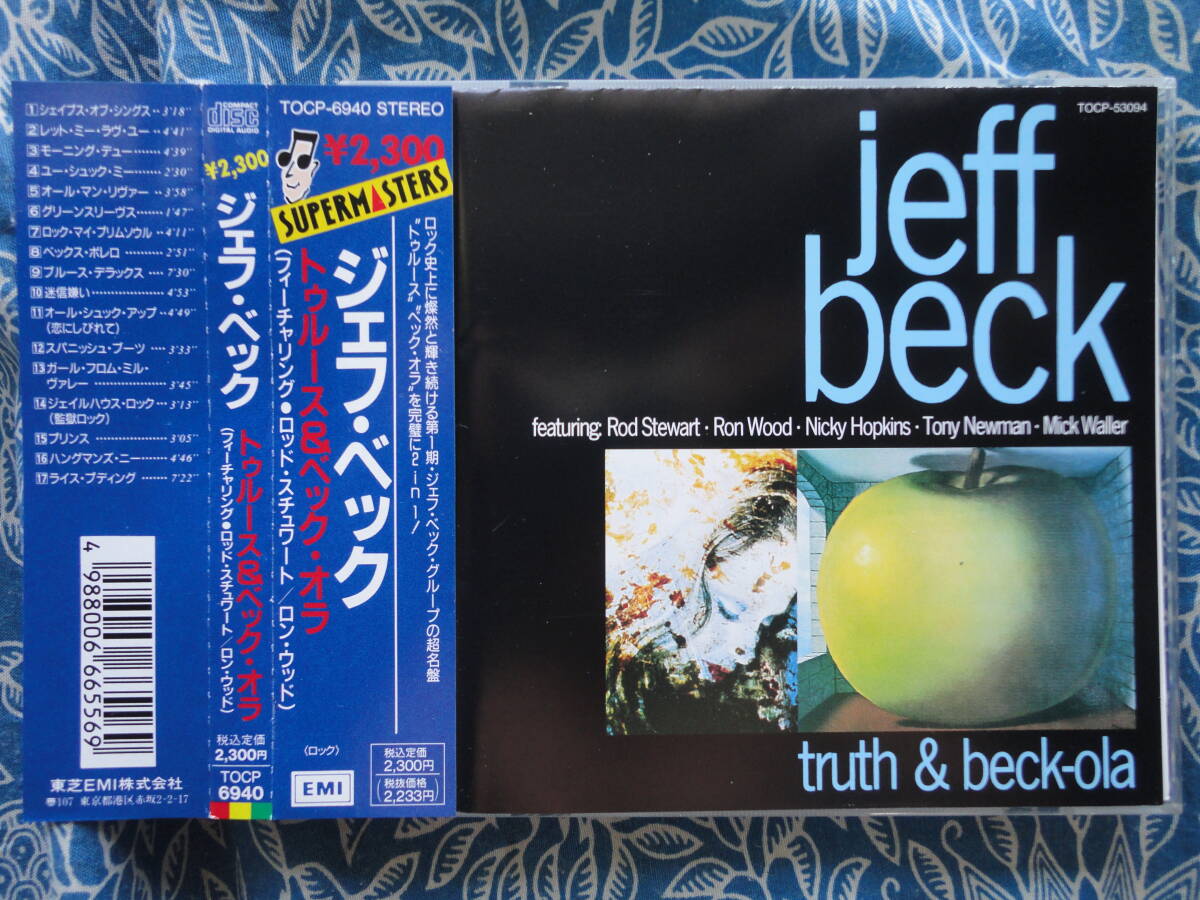 1 シェイプス・オブ・シングス‥3'18"
2 レット・ミー・ラヴ・ユー‥4'41"
3 モーニング・デュー‥‥‥4'39"
4 ユー・シュック・ミー‥‥‥2'30"
5 オール・マン・リヴァー‥3'58"
6 グリーンスリーヴス‥‥‥1'47"
7 ロック・マイ・プリムソウル‥4'11"
8 ベックス・ボレロ‥‥‥‥2'51"
9 ブルース・デラックス‥‥7'30"
10 迷信嫌い‥‥‥‥‥‥4'53"
11 オール・シュック・アップ‥4'49"
(恋にしびれて)
12 スパニッシュ・ブーツ‥‥3'33"
13 ガール・フロム・ミル・
ヴァレー‥‥‥‥‥‥3'45"
14 ジェイルハウス・ロック‥‥3'13"
(監獄ロック)
15 プリンス‥‥‥‥‥‥3'05"
16 ハングマンズ・ニー‥‥‥4'46"
17 ライス・プディング‥‥‥7'22"
4 988006 665569
東芝EMI株式会社
〒107 東京都港区赤坂2-2-17
COMPACT
disc
DIGITAL AUDIO
¥2,300
ジェフ・ベック
トゥルース&ベック・オラ
(フィーチャリング●ロッド・スチュワート/ロン・ウッド)
税込定価
2,300円
TOCP
6940
TOCP-6940 STEREO
¥2,300
SUPERMASTERS
ロック史上に燦然と輝き続ける第1期・ジェフ・ベック・グループの超名盤
"トゥルース""ベック・オラ"を完璧に2in1!
ジェフ・ベック
トゥルース&ベック・オラ
(フィーチャリング●ロッド・スチュワート/ロン・ウッド)
〈ロック〉
EMI
税込定価
2,300円
(税抜価格
2,233円)
TOCP-53094
jeff
beck
featuring: Rod Stewart · Ron Wood · Nicky Hopkins · Tony Newman · Mick Waller
truth & beck-ola